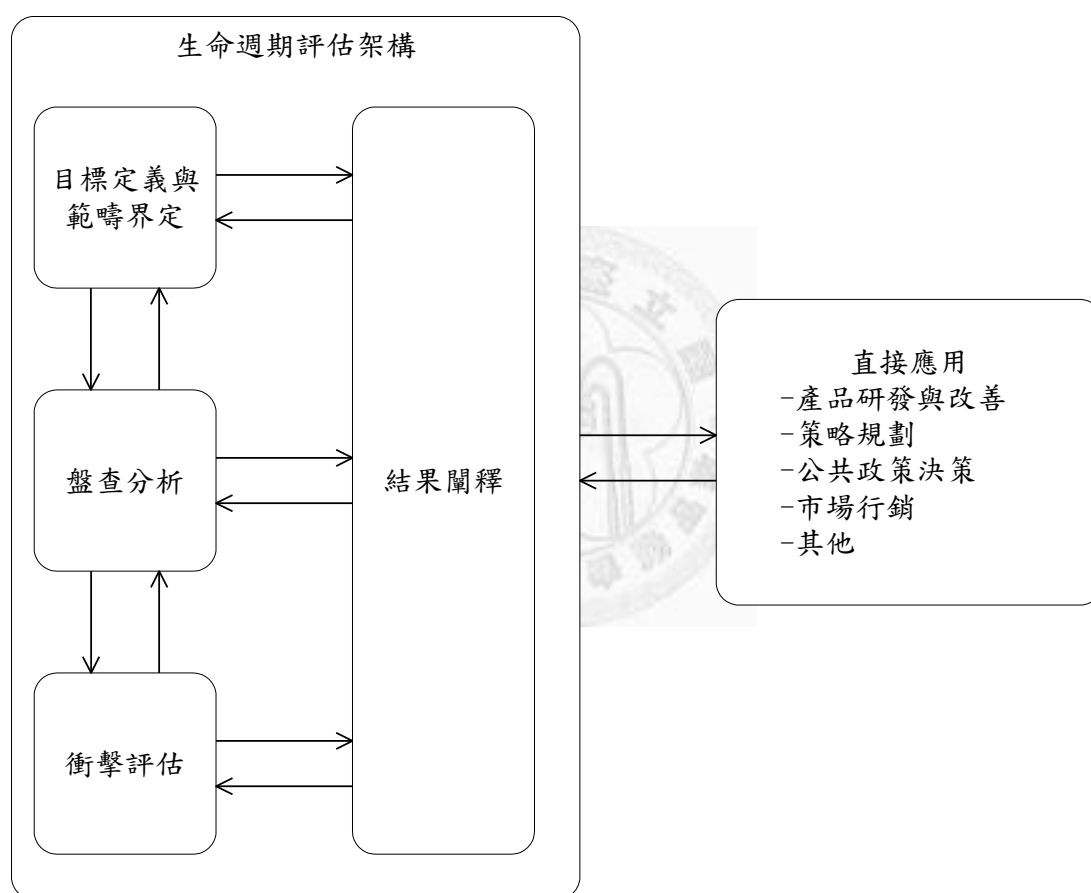 生命週期評估架構
目標定義與
範疇界定
盤查分析
衝擊評估
結果闡釋
直接應用
-產品研發與改善
-策略規劃
-公共政策決策
-市場行銷
-其他